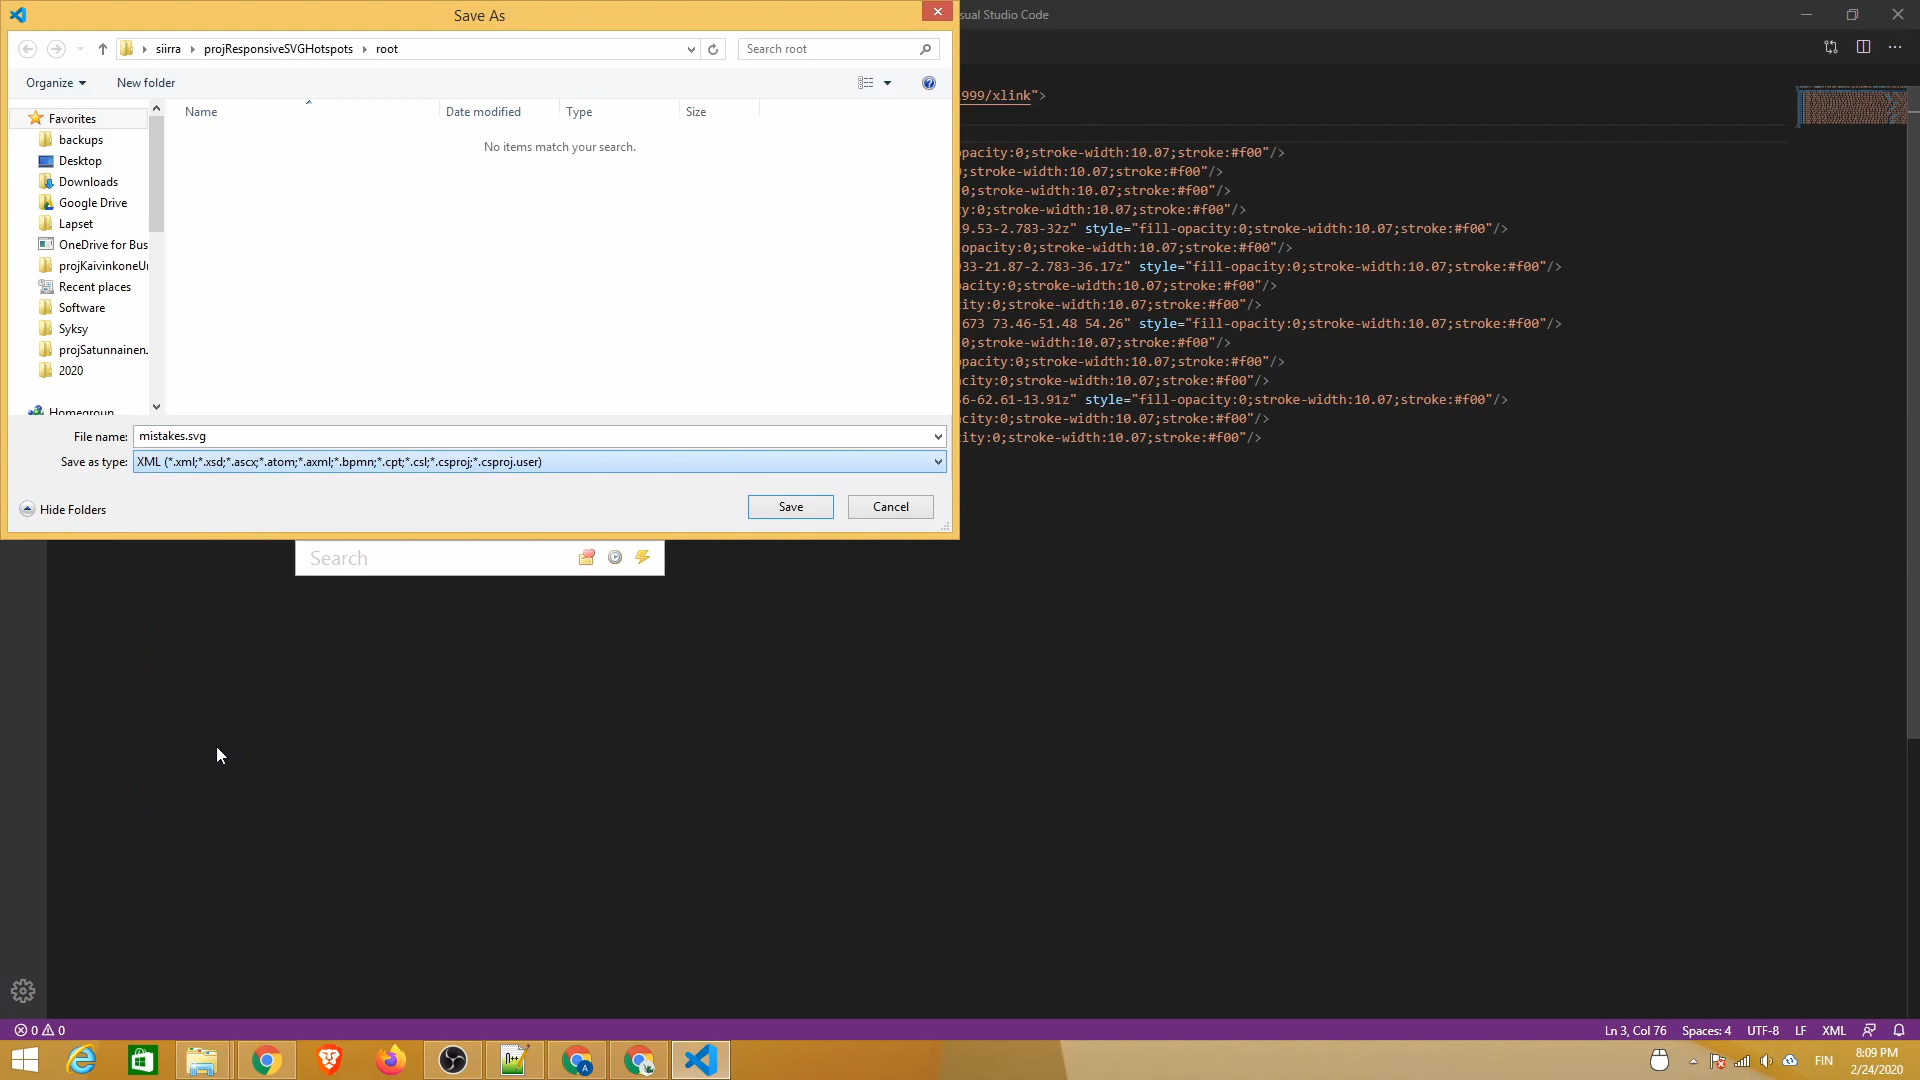 Save As
sual Studio Code
siirra
projResponsiveSVGHotspots
root
Search root
Organize
New folder
Name
Date modified
Type
Size
No items match your search.
Favorites
backups
Desktop
Downloads
Google Drive
Lapset
OneDrive for Bus
projKaivinkoneUr
Recent places
Software
Syksy
projSatunnainen.
2020
Homegroup
File name:
mistakes.svg
Save as type:
XML (*.xml;*.xsd;*.ascx;*.atom;*.axml;*.bpmn;*.cpt;*.csl;*.csproj;*.csproj.user)
Hide Folders
Save
Cancel
Search
999/xlink">
pacity:0;stroke-width:10.07;stroke:#f00"/>
;stroke-width:10.07;stroke:#f00"/>
0;stroke-width:10.07;stroke:#f00"/>
y:0;stroke-width:10.07;stroke:#f00"/>
9.53-2.783-32z" style="fill-opacity:0;stroke-width:10.07;stroke:#f00"/>
opacity:0;stroke-width:10.07;stroke:#f00"/>
33-21.87-2.783-36.17z" style="fill-opacity:0;stroke-width:10.07;stroke:#f00"/>
acity:0;stroke-width:10.07;stroke:#f00"/>
ity:0;stroke-width:10.07;stroke:#f00"/>
673 73.46-51.48 54.26" style="fill-opacity:0;stroke-width:10.07;stroke:#f00"/>
0;stroke-width:10.07;stroke:#f00"/>
pacity:0;stroke-width:10.07;stroke:#f00"/>
city:0;stroke-width:10.07;stroke:#f00"/>
6-62.61-13.91z" style="fill-opacity:0;stroke-width:10.07;stroke:#f00"/>
city:0;stroke-width:10.07;stroke:#f00"/>
ity:0;stroke-width:10.07;stroke:#f00"/>
0
0
Ln 3, Col 76
Spaces: 4
UTF-8
LF
XML
FIN
8:09 PM
2/24/2020